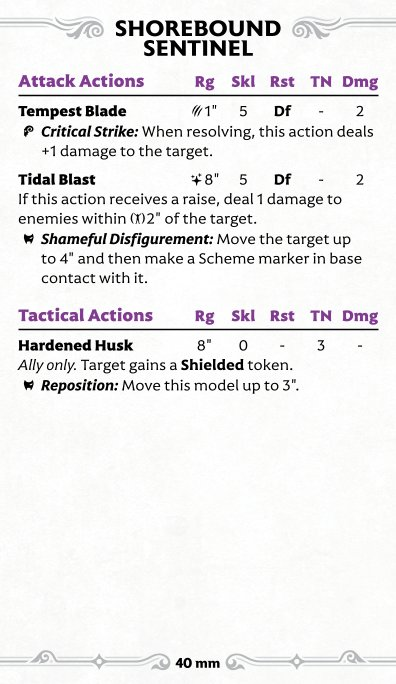 SHOREBOUND
SENTINEL
Attack Actions Rg Skl Rst TN Dmg
Tempest Blade 1" 5 Df - 2
Critical Strike: When resolving, this action deals
+1 damage to the target.
Tidal Blast 8" 5 Df - 2
If this action receives a raise, deal 1 damage to
enemies within 2" of the target.
Shameful Disfigurement: Move the target up
to 4" and then make a Scheme marker in base
contact with it.
Tactical Actions Rg Skl Rst TN Dmg
Hardened Husk 8" 0 - 3 -
Ally only. Target gains a Shielded token.
Reposition: Move this model up to 3".
40 mm